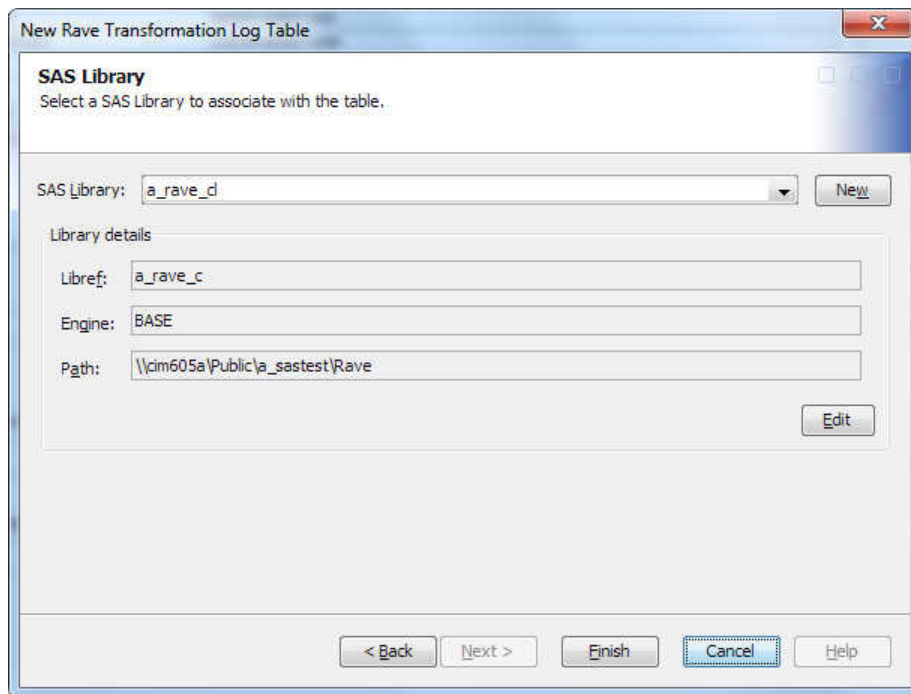 New Rave Transformation Log Table
SAS Library
Select a SAS Library to associate with the table.
SAS Library: a_rave_cl New
Library details
Libref: a_rave_c
Engine: BASE
Path: \\cim605a\Public\a_sastest\Rave
Edit
< Back Next > Finish Cancel Help